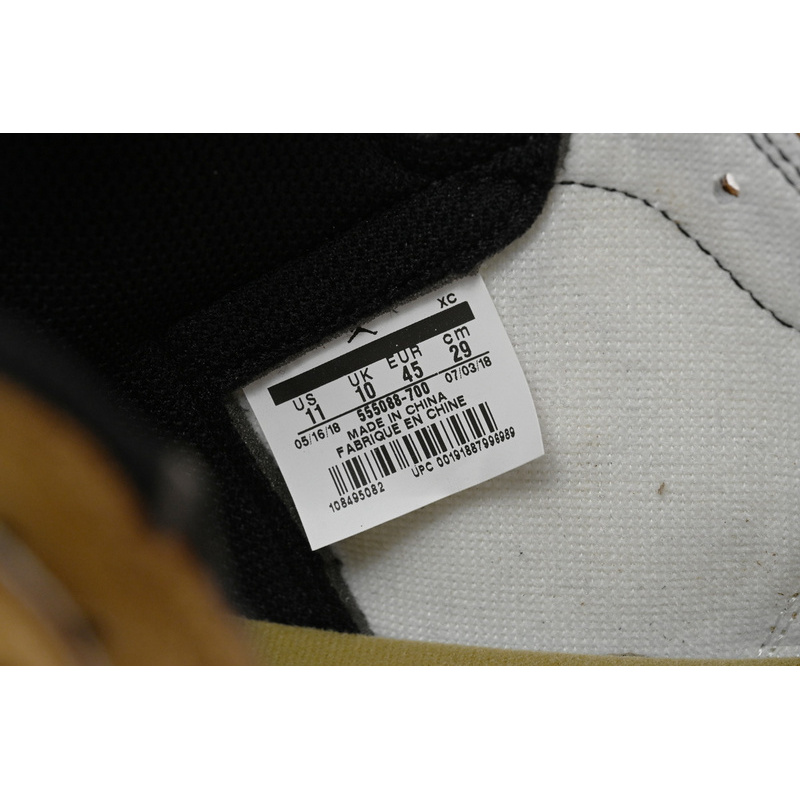 XC
US UK EUR cm
11 10 45 29
05/16/18 555088-700 07/03/18
MADE IN CHINA
FABRIQUE EN CHINE
108495082 UPC 00191887998989